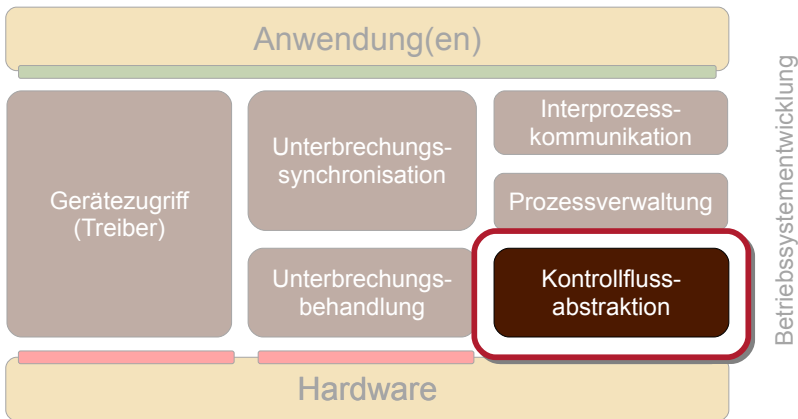 Anwendung(en)
Gerätezugriff
(Treiber)
Unterbrechungs-
synchronisation
Interprozess-
kommunikation
Prozessverwaltung
Unterbrechungs-
behandlung
Kontrollfluss-
abstraktion
Hardware
Betriebssystementwicklung